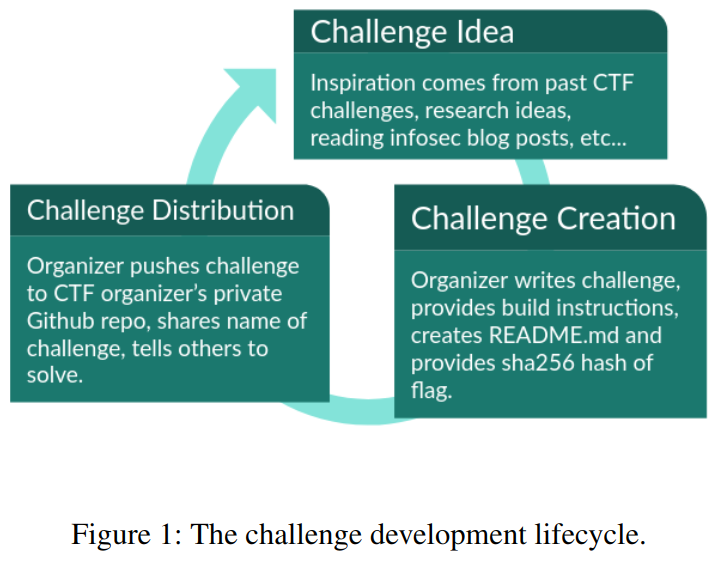 Challenge Idea
Inspiration comes from past CTF
challenges, research ideas,
reading infosec blog posts, etc...
Challenge Distribution
Organizer pushes challenge
to CTF organizer's private
Github repo, shares name of
challenge, tells others to
solve.
Challenge Creation
Organizer writes challenge,
provides build instructions,
creates README.md and
provides sha256 hash of
flag.
Figure 1: The challenge development lifecycle.